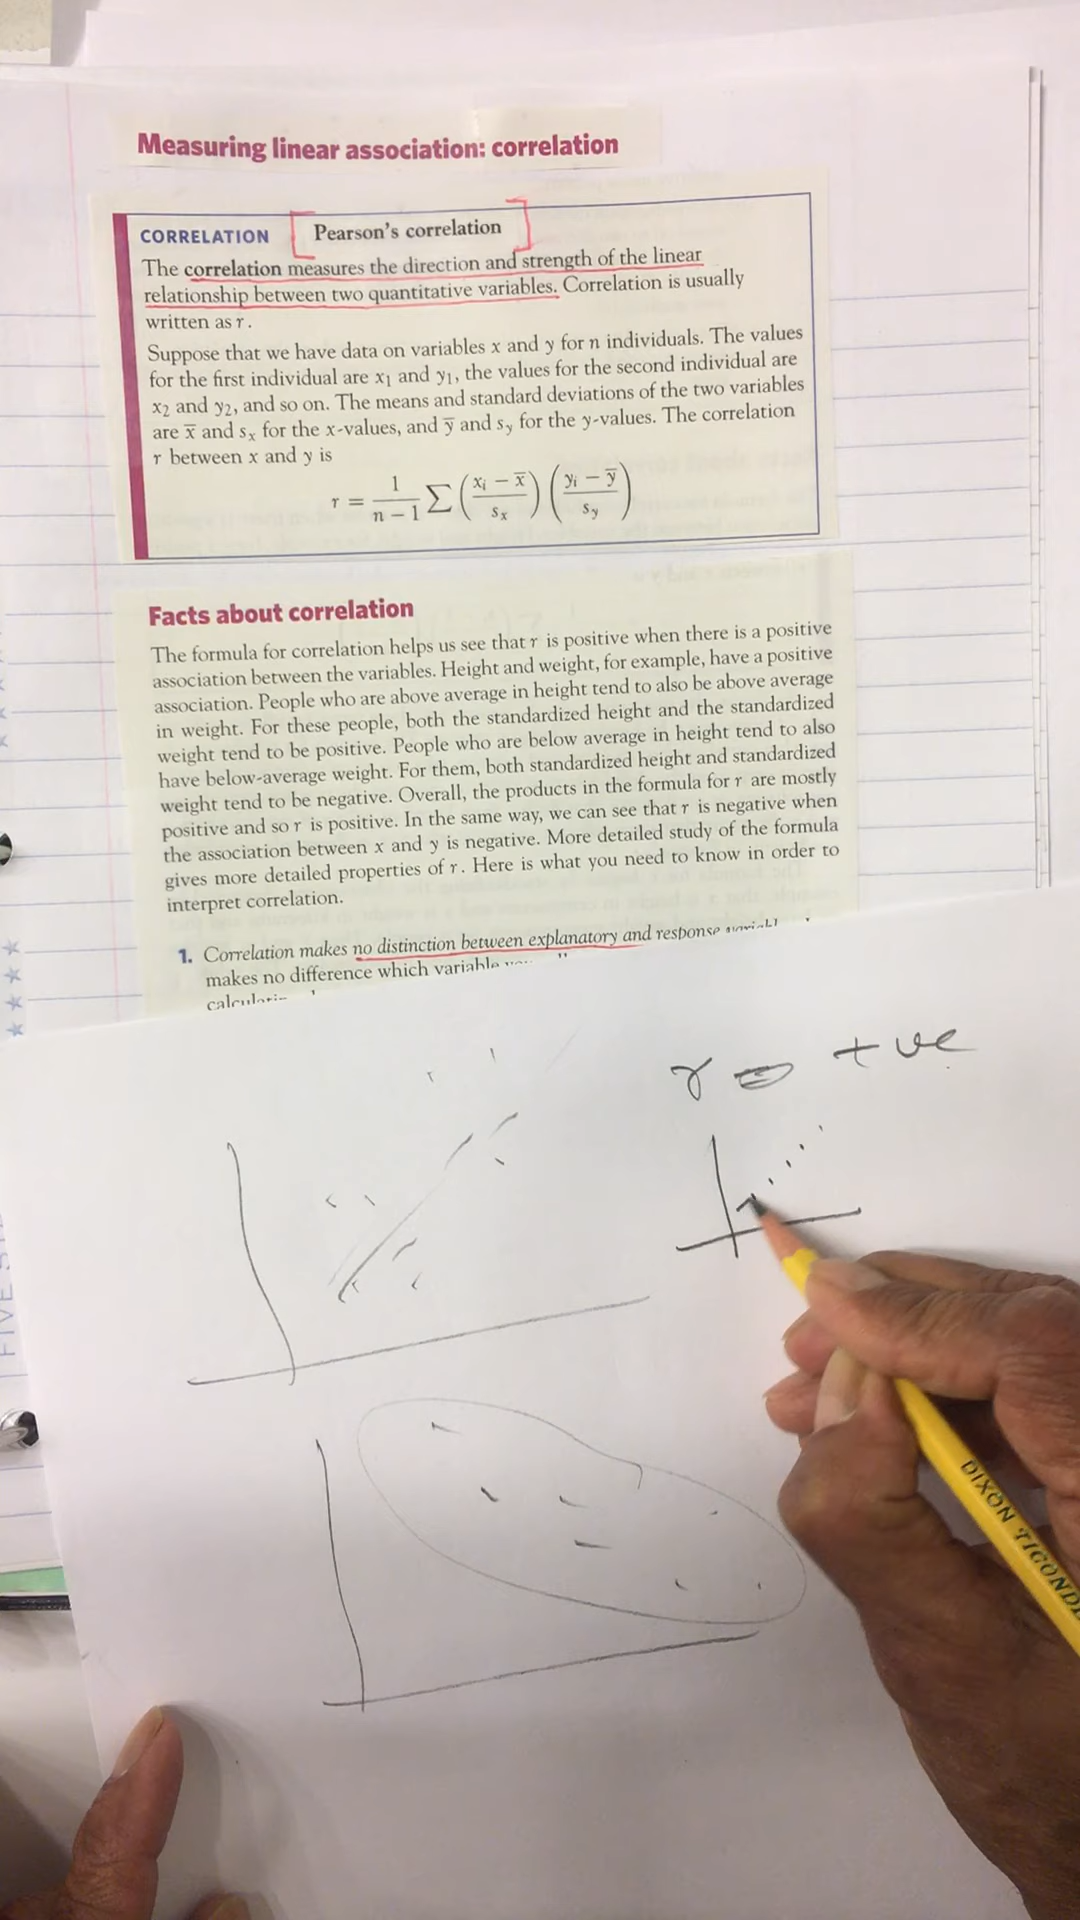 Measuring linear association: correlation
CORRELATION Pearson's correlation
The correlation measures the direction and strength of the linear
relationship between two quantitative variables. Correlation is usually
written as r.
Suppose that we have data on variables x and y for n individuals. The values
for the first individual are x₁ and y₁, the values for the second individual are
x₂ and y₂, and so on. The means and standard deviations of the two variables
are x̅ and sₓ for the x-values, and y̅ and s_y for the y-values. The correlation
r between x and y is
r = 1/(n − 1) ∑ ((xᵢ − x̅)/sₓ) ((yᵢ − y̅)/s_y)
Facts about correlation
The formula for correlation helps us see that r is positive when there is a positive
association between the variables. Height and weight, for example, have a positive
association. People who are above average in height tend to also be above average
in weight. For these people, both the standardized height and the standardized
weight tend to be positive. People who are below average in height tend to also
have below-average weight. For them, both standardized height and standardized
weight tend to be negative. Overall, the products in the formula for r are mostly
positive and so r is positive. In the same way, we can see that r is negative when
the association between x and y is negative. More detailed study of the formula
gives more detailed properties of r. Here is what you need to know in order to
interpret correlation.
1. Correlation makes no distinction between explanatory and response
makes no difference which variable
r +ve
DIXON TICOND
FIVE